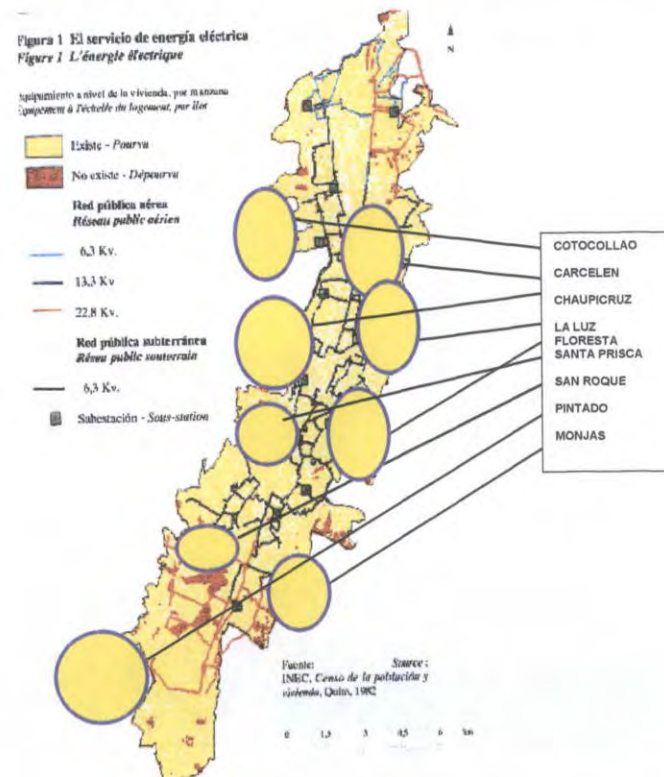 Figura 1 El servicio de energía eléctrica
Figure 1 L'énergie électrique
Equipamiento a nivel de la vivienda, por manzana
Equipement à l'échelle du logement, par îlot
N
Existe - Pourvu
No existe - Dépourvu
Red pública aérea
Réseau public aérien
6,3 Kv.
13,3 Kv.
22,8 Kv.
Red pública subterránea
Réseau public souterrain
6,3 Kv.
Subestación - Sous-station
COTOCOLLAO
CARCELEN
CHAUPICRUZ
LA LUZ
FLORESTA
SANTA PRISCA
SAN ROQUE
PINTADO
MONJAS
Fuente: Source :
INEC, Censo de la población y
vivienda, Quito, 1982
0 1,5 3 4,5 6 km